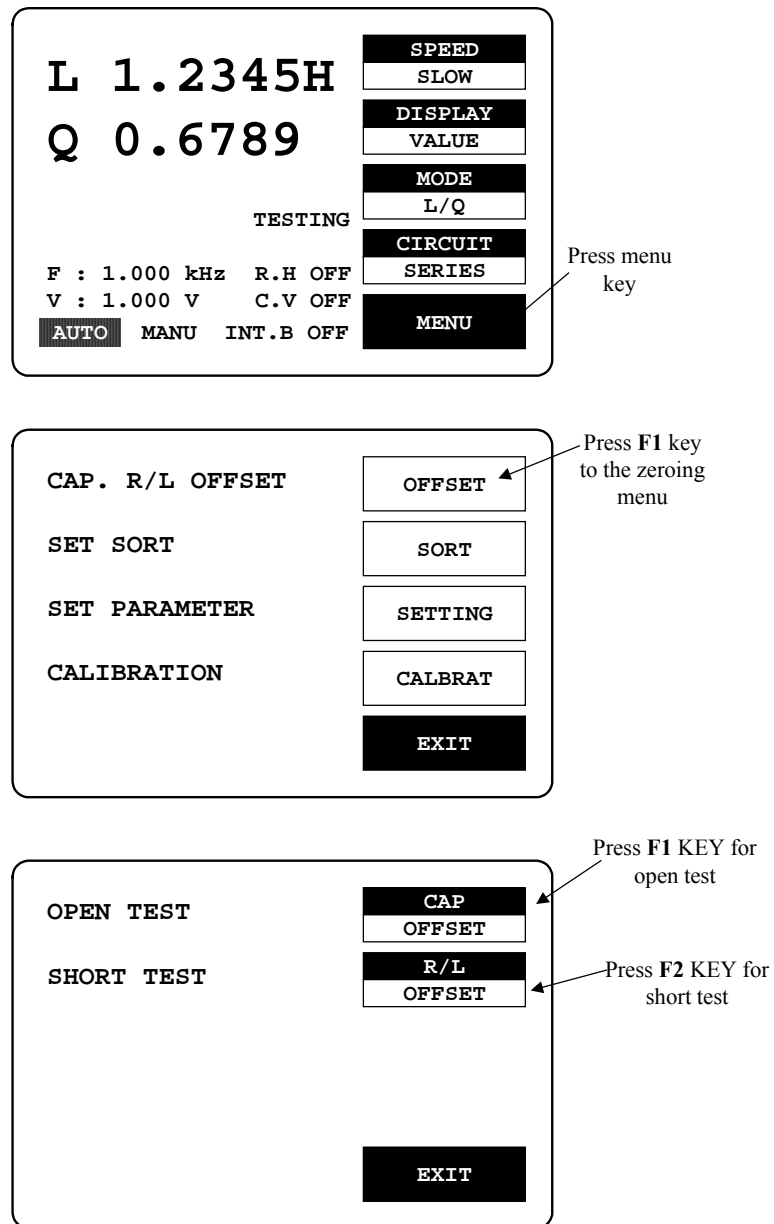 L 1.2345H
Q 0.6789
TESTING
F : 1.000 kHz R.H OFF
V : 1.000 V C.V OFF
AUTO MANU INT.B OFF
SPEED
SLOW
DISPLAY
VALUE
MODE
L/Q
CIRCUIT
SERIES
MENU
Press menu
key
CAP. R/L OFFSET
OFFSET
SET SORT
SORT
SET PARAMETER
SETTING
CALIBRATION
CALBRAT
EXIT
Press F1 key
to the zeroing
menu
OPEN TEST
CAP
OFFSET
SHORT TEST
R/L
OFFSET
EXIT
Press F1 KEY for
open test
Press F2 KEY for
short test